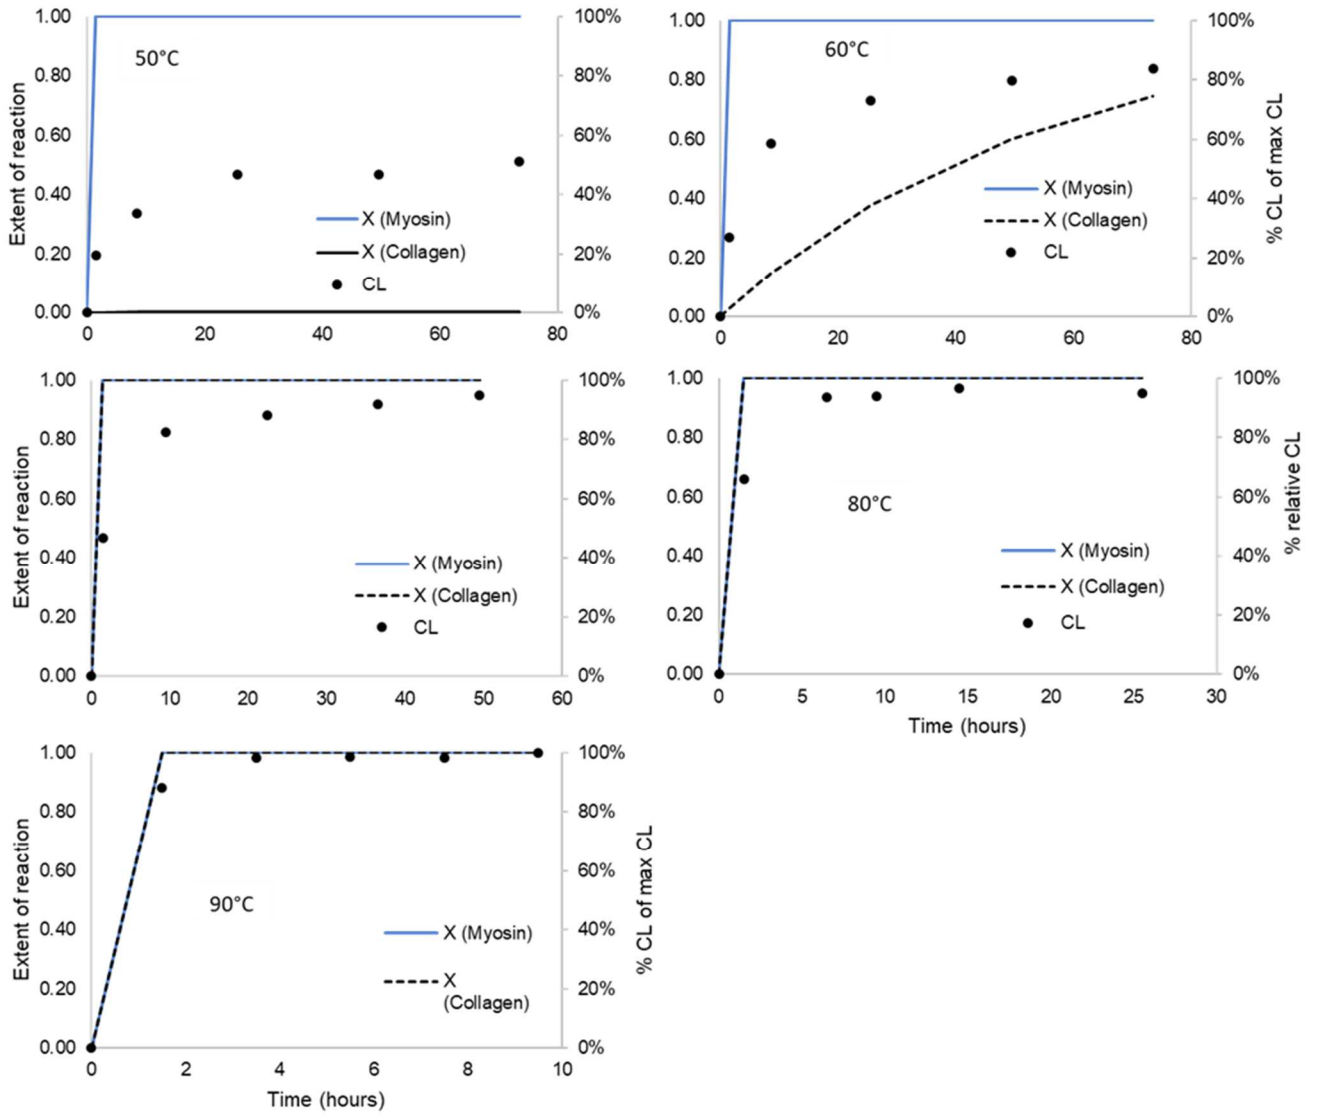 1.00
0.80
0.60
0.40
0.20
0.00
Extent of reaction
50°C
X (Myosin)
X (Collagen)
CL
100%
80%
60%
40%
20%
0%
0 20 40 60 80
1.00
0.80
0.60
0.40
0.20
0.00
60°C
X (Myosin)
X (Collagen)
CL
100%
80%
60%
40%
20%
0%
% CL of max CL
0 20 40 60 80
1.00
0.80
0.60
0.40
0.20
0.00
Extent of reaction
X (Myosin)
X (Collagen)
CL
100%
80%
60%
40%
20%
0%
0 10 20 30 40 50 60
1.00
0.80
0.60
0.40
0.20
0.00
80°C
X (Myosin)
X (Collagen)
CL
100%
80%
60%
40%
20%
0%
% relative CL
0 5 10 15 20 25 30
Time (hours)
1.00
0.80
0.60
0.40
0.20
0.00
Extent of reaction
90°C
X (Myosin)
X
(Collagen)
100%
80%
60%
40%
20%
0%
% CL of max CL
0 2 4 6 8 10
Time (hours)